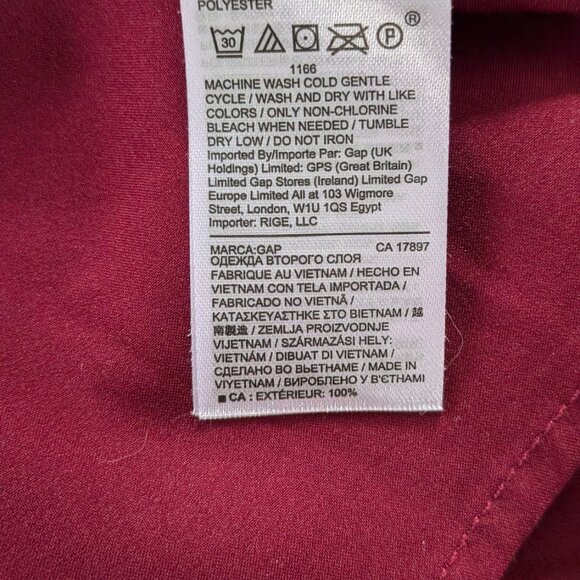 POLYESTER
30 P ®
1166
MACHINE WASH COLD GENTLE
CYCLE / WASH AND DRY WITH LIKE
COLORS / ONLY NON-CHLORINE
BLEACH WHEN NEEDED / TUMBLE
DRY LOW / DO NOT IRON
Imported By/Importe Par: Gap (UK
Holdings) Limited: GPS (Great Britain)
Limited Gap Stores (Ireland) Limited Gap
Europe Limited All at 103 Wigmore
Street, London, W1U 1QS Egypt
Importer: RIGE, LLC
MARCA:GAP CA 17897
ОДЕЖДА ВТОРОГО СЛОЯ
FABRIQUE AU VIETNAM / HECHO EN
VIETNAM CON TELA IMPORTADA /
FABRICADO NO VIETNÃ /
ΚΑΤΑΣΚΕΥΑΣΤΗΚΕ ΣΤΟ ΒΙΕΤΝΑΜ / 越
南製造 / ZEMLJA PROIZVODNJE
VIJETNAM / SZÁRMAZÁSI HELY:
VIETNÁM / DIBUAT DI VIETNAM /
СДЕЛАНО ВО ВЬЕТНАМЕ / MADE IN
VIYETNAM / ВИРОБЛЕНО У В'ЄТНАМІ
■ CA : EXTÉRIEUR: 100%